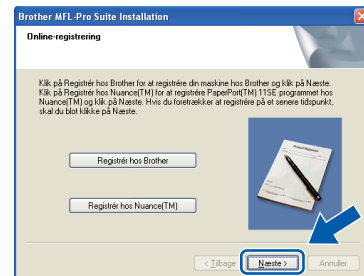 Brother MFL-Pro Suite Installation
Online-registrering
Klik på Registrér hos Brother for at registrére din maskine hos Brother og klik på Næste.
Klik på Registrér hos Nuance(TM) for at registrére PaperPort(TM) 11SE programmet hos
Nuance(TM) og klik på Næste. Hvis du foretrækker at registrére på et senere tidspunkt,
skal du blot klikke på Næste.
Registrér hos Brother
Registrér hos Nuance(TM)
< Tilbage
Næste >
Annuller